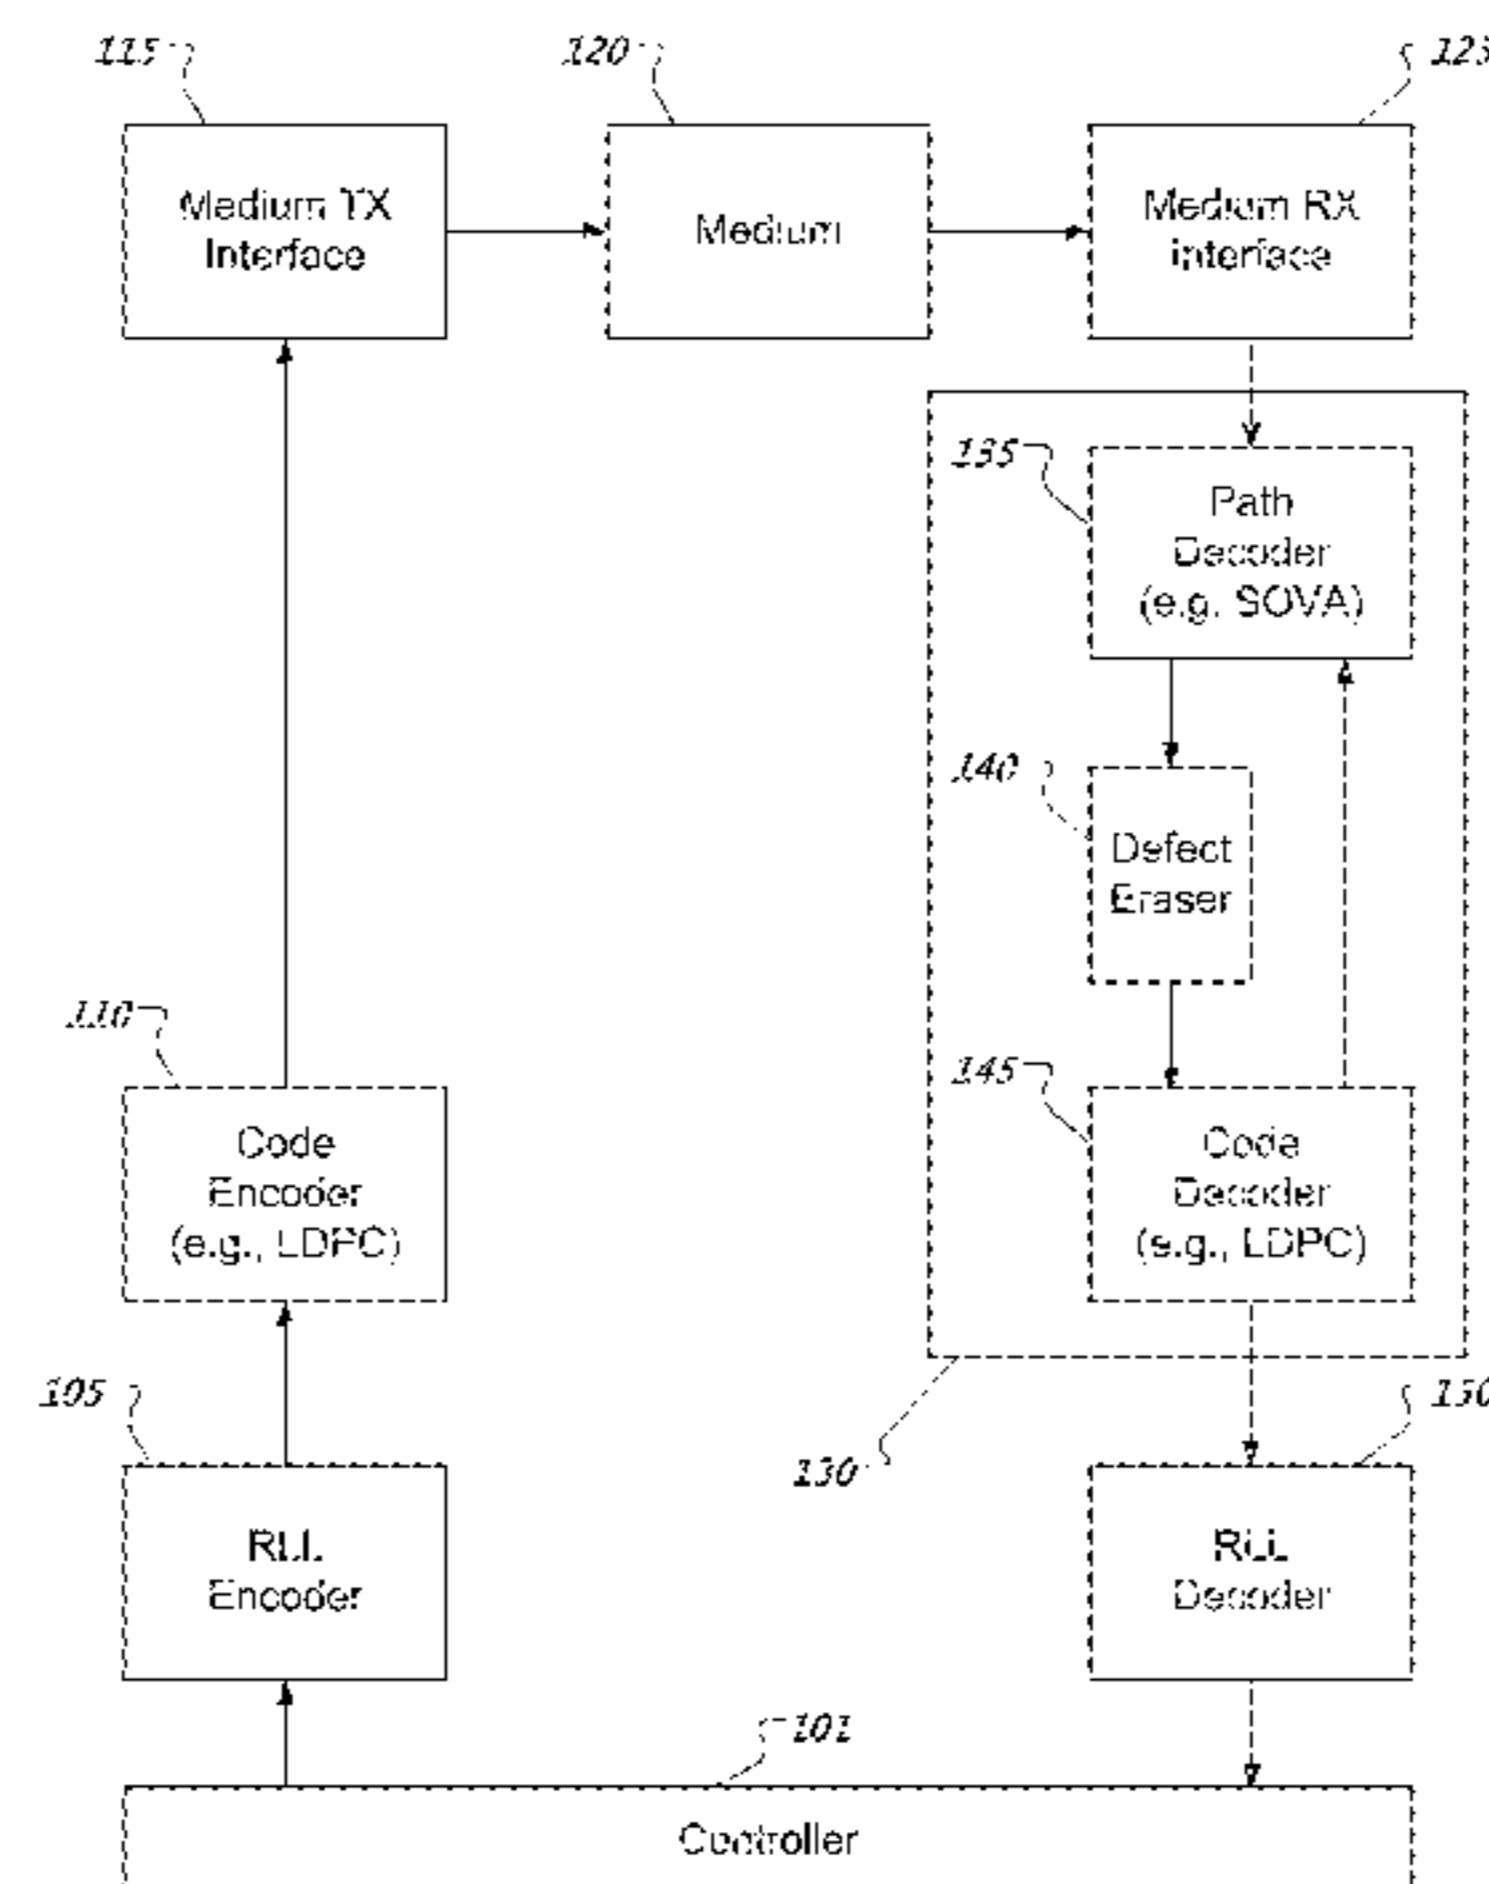 115
120
125
Medium TX
Interface
Medium
Medium RX
interface
135
Path
Decoder
(e.g. SOVA)
140
Defect
Eraser
110
145
Code
Encoder
(e.g., LDPC)
Code
Decoder
(e.g., LDPC)
105
150
130
RLL
Encoder
RLL
Decoder
101
Controller